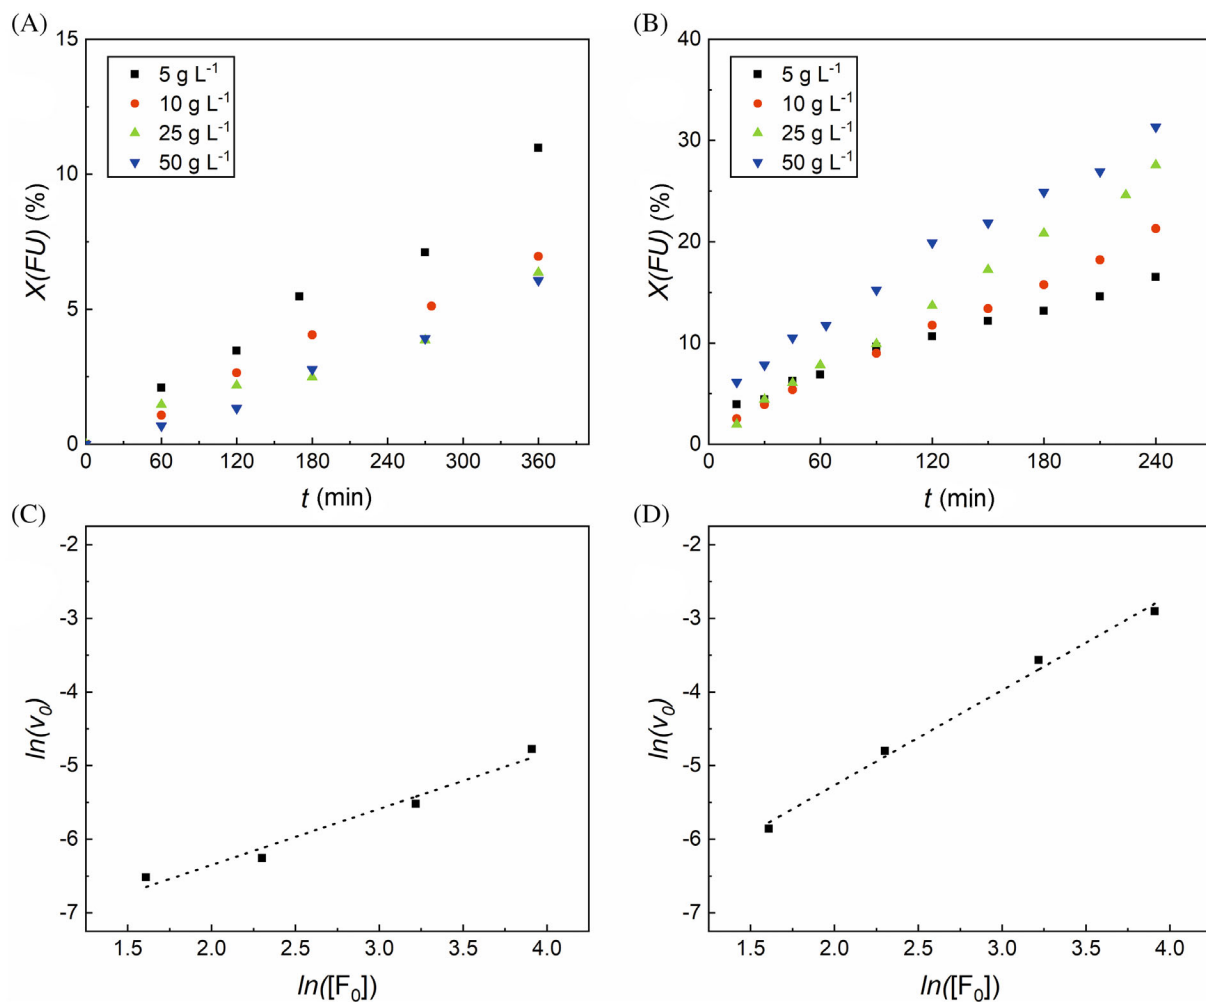 (A)
15
10
5
0
X(FU) (%)
5 g L⁻¹
10 g L⁻¹
25 g L⁻¹
50 g L⁻¹
0 60 120 180 240 300 360
t (min)
(B)
40
30
20
10
0
X(FU) (%)
5 g L⁻¹
10 g L⁻¹
25 g L⁻¹
50 g L⁻¹
0 60 120 180 240
t (min)
(C)
-2
-3
-4
-5
-6
-7
ln(v₀)
1.5 2.0 2.5 3.0 3.5 4.0
ln([F₀])
(D)
-2
-3
-4
-5
-6
-7
ln(v₀)
1.5 2.0 2.5 3.0 3.5 4.0
ln([F₀])